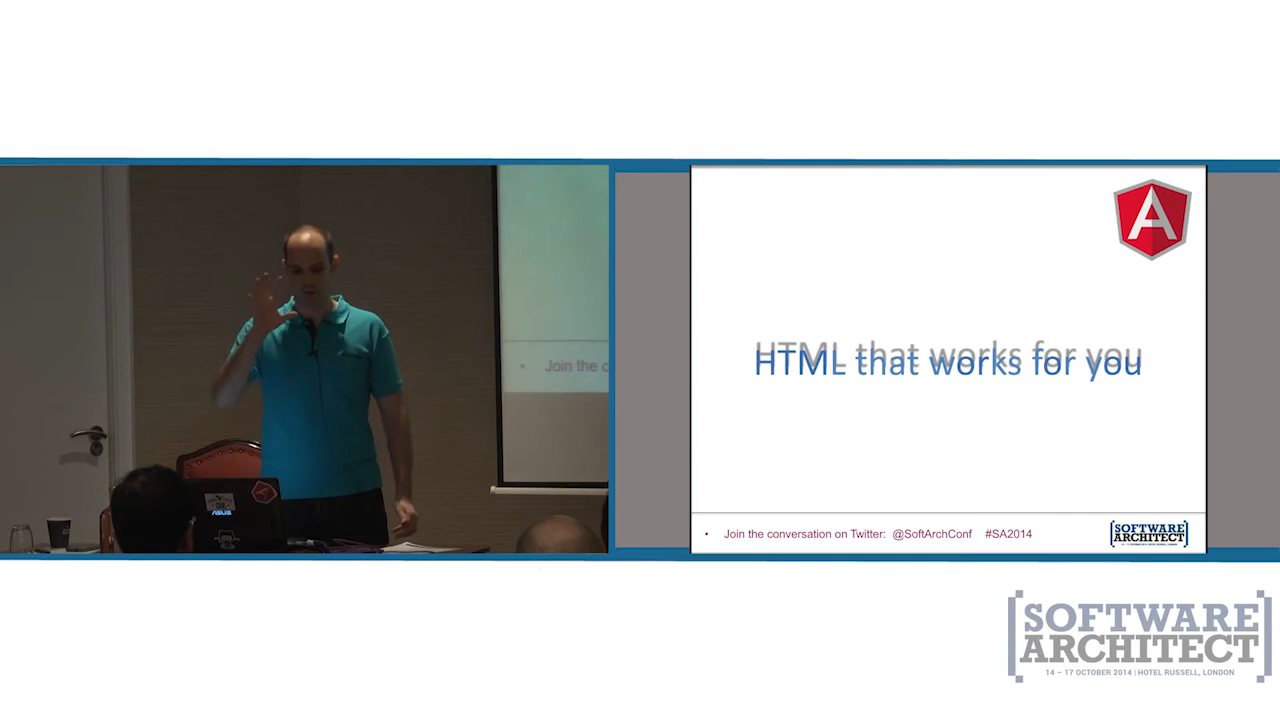 HTML that works for you
Join the c
ASUS
• Join the conversation on Twitter: @SoftArchConf #SA2014
[SOFTWARE
ARCHITECT]
[SOFTWARE
ARCHITECT]
14 – 17 OCTOBER 2014 | HOTEL RUSSELL, LONDON